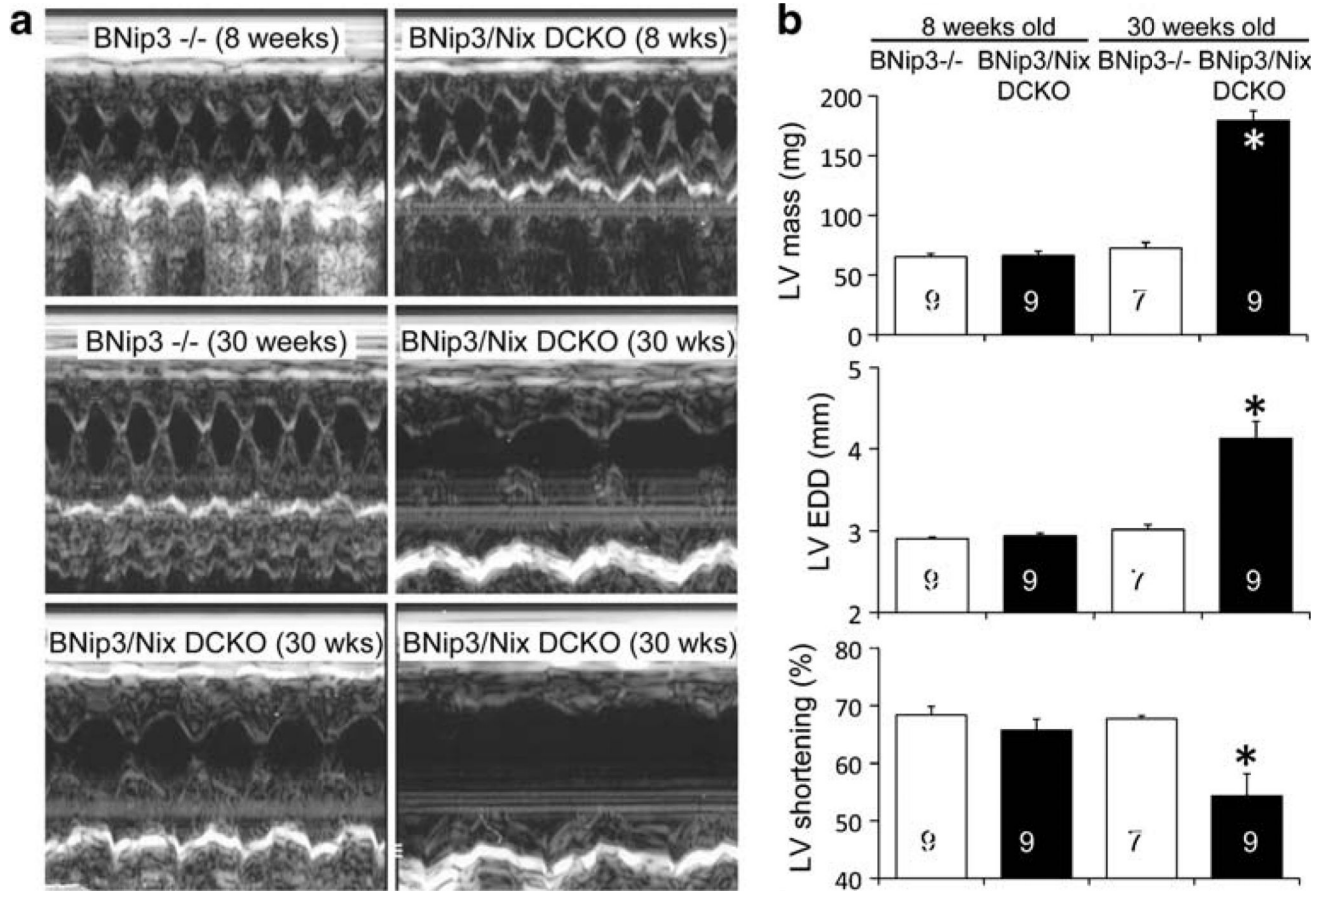 a
BNip3 -/- (8 weeks)
BNip3/Nix DCKO (8 wks)
BNip3 -/- (30 weeks)
BNip3/Nix DCKO (30 wks)
BNip3/Nix DCKO (30 wks)
BNip3/Nix DCKO (30 wks)
b
8 weeks old
30 weeks old
BNip3-/-
BNip3/Nix
DCKO
BNip3-/-
BNip3/Nix
DCKO
LV mass (mg)
200
150
100
50
0
9
9
7
9
*
LV EDD (mm)
5
4
3
2
9
9
7
9
*
LV shortening (%)
80
70
60
50
40
9
9
7
9
*